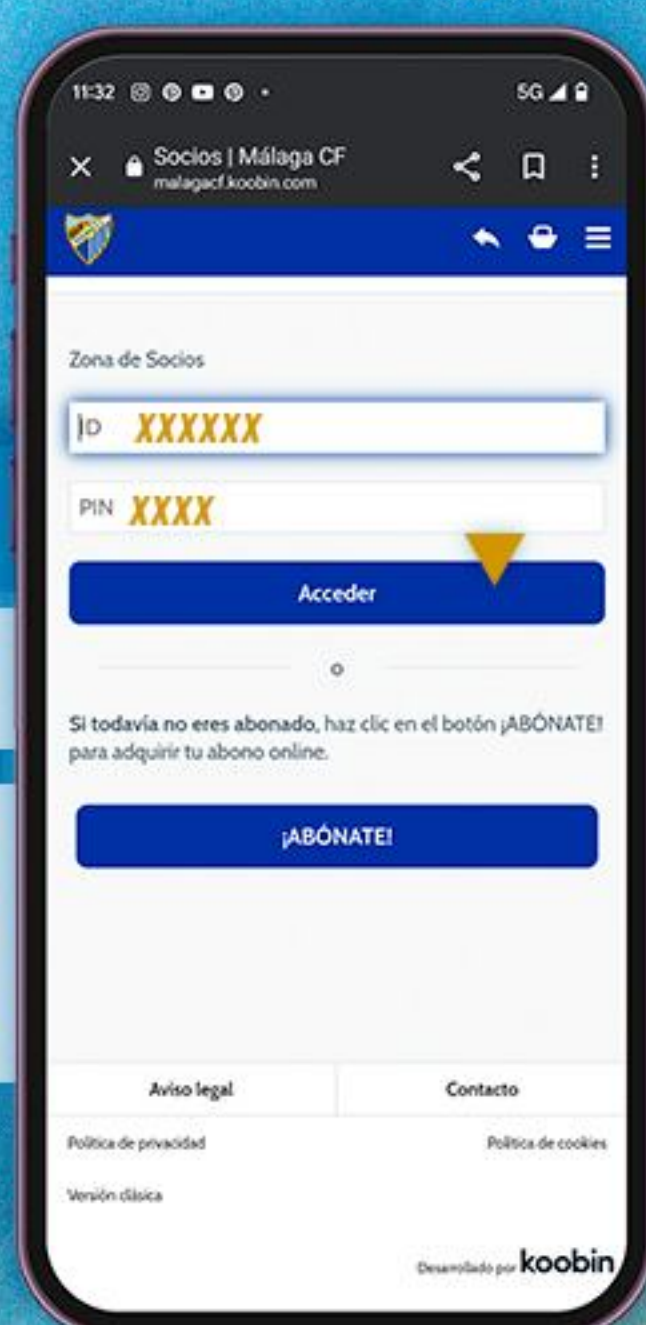 11:32
5G
Socios | Málaga CF
malagacf.koobin.com
Zona de Socios
ID XXXXXX
PIN XXXX
Acceder
o
Si todavía no eres abonado, haz clic en el botón ¡ABÓNATE!
para adquirir tu abono online.
¡ABÓNATE!
Aviso legal
Contacto
Política de privacidad
Política de cookies
Versión clásica
Desarrollado por koobin